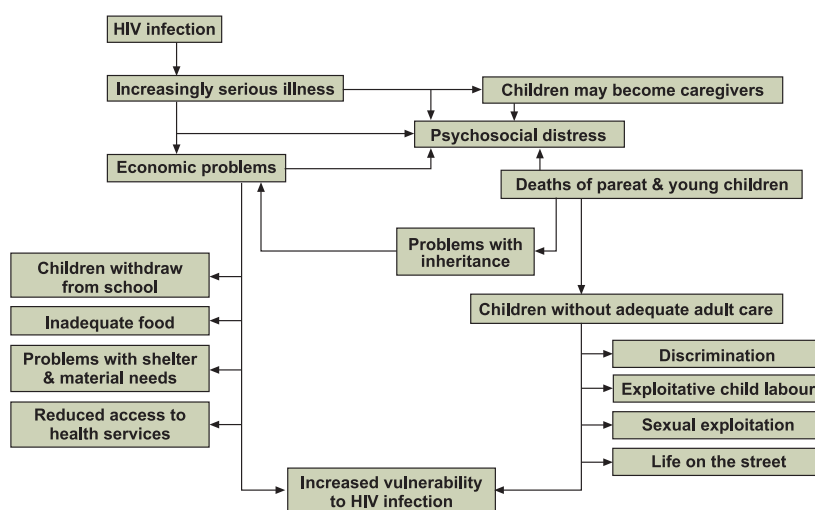 HIV infection
Increasingly serious illness
Children may become caregivers
Psychosocial distress
Economic problems
Deaths of pareat & young children
Problems with
inheritance
Children withdraw
from school
Inadequate food
Children without adequate adult care
Problems with shelter
& material needs
Discrimination
Exploitative child labour
Reduced access to
health services
Sexual exploitation
Life on the street
Increased vulnerability
to HIV infection